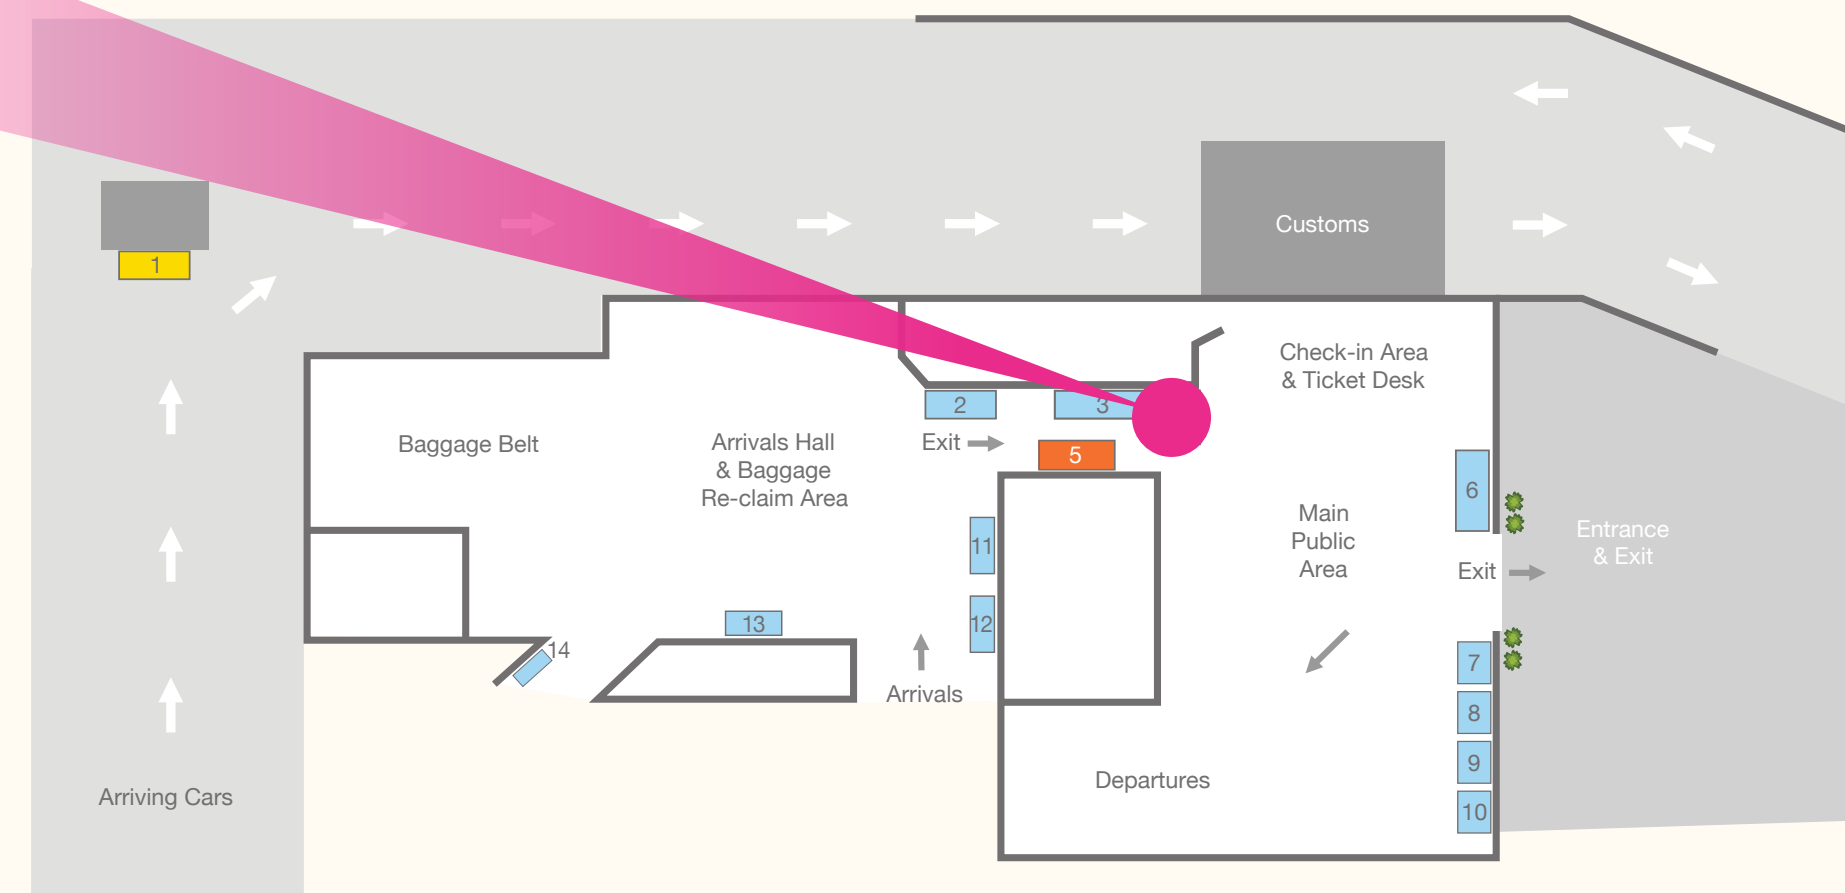 Customs
1
Check-in Area
& Ticket Desk
2
3
Baggage Belt
Arrivals Hall
& Baggage
Re-claim Area
Exit
5
6
Main
Public
Area
Entrance
& Exit
11
Exit
12
13
14
7
Arrivals
8
9
Departures
Arriving Cars
10